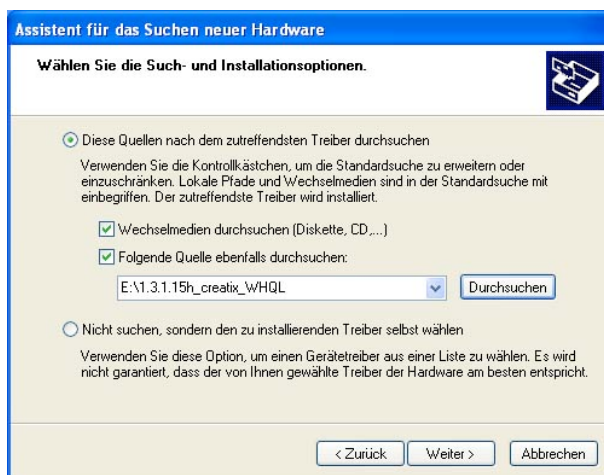 Assistent für das Suchen neuer Hardware
Wählen Sie die Such- und Installationsoptionen.
Diese Quellen nach dem zutreffendsten Treiber durchsuchen
Verwenden Sie die Kontrollkästchen, um die Standardsuche zu erweitern oder
einzuschränken. Lokale Pfade und Wechselmedien sind in der Standardsuche mit
einbegriffen. Der zutreffendste Treiber wird installiert.
Wechselmedien durchsuchen (Diskette, CD,...)
Folgende Quelle ebenfalls durchsuchen:
E:\1.3.1.15h_creatix_WHQL
Durchsuchen
Nicht suchen, sondern den zu installierenden Treiber selbst wählen
Verwenden Sie diese Option, um einen Gerätetreiber aus einer Liste zu wählen. Es wird
nicht garantiert, dass der von Ihnen gewählte Treiber der Hardware am besten entspricht.
< Zurück
Weiter >
Abbrechen